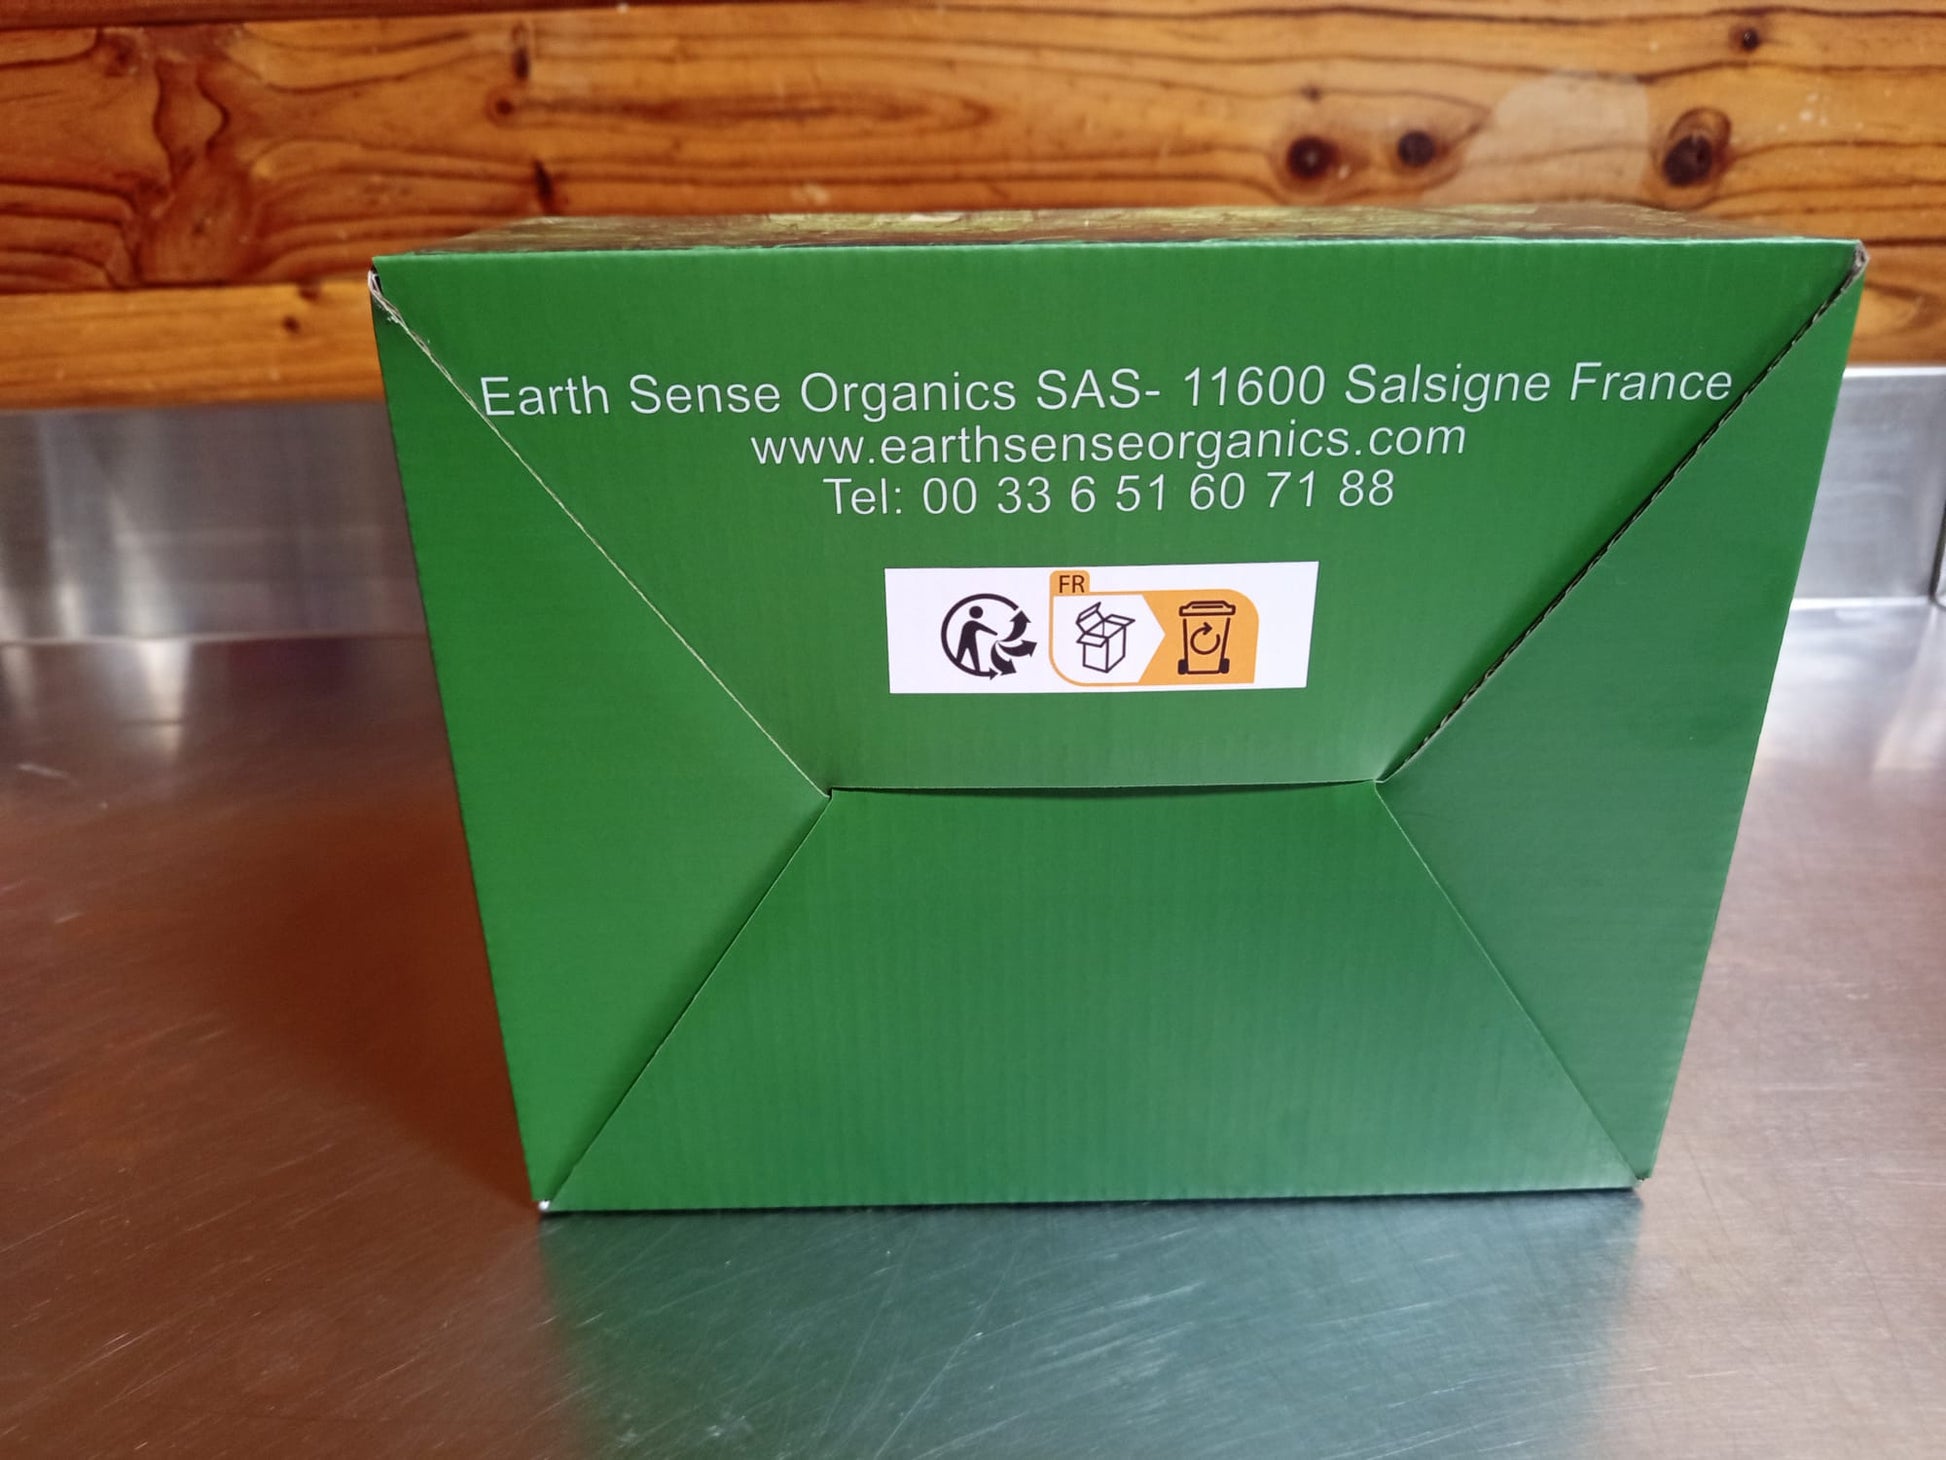 Earth Sense Organics SAS- 11600 Salsigne France
www.earthsenseorganics.com
Tel: 00 33 6 51 60 71 88
FR